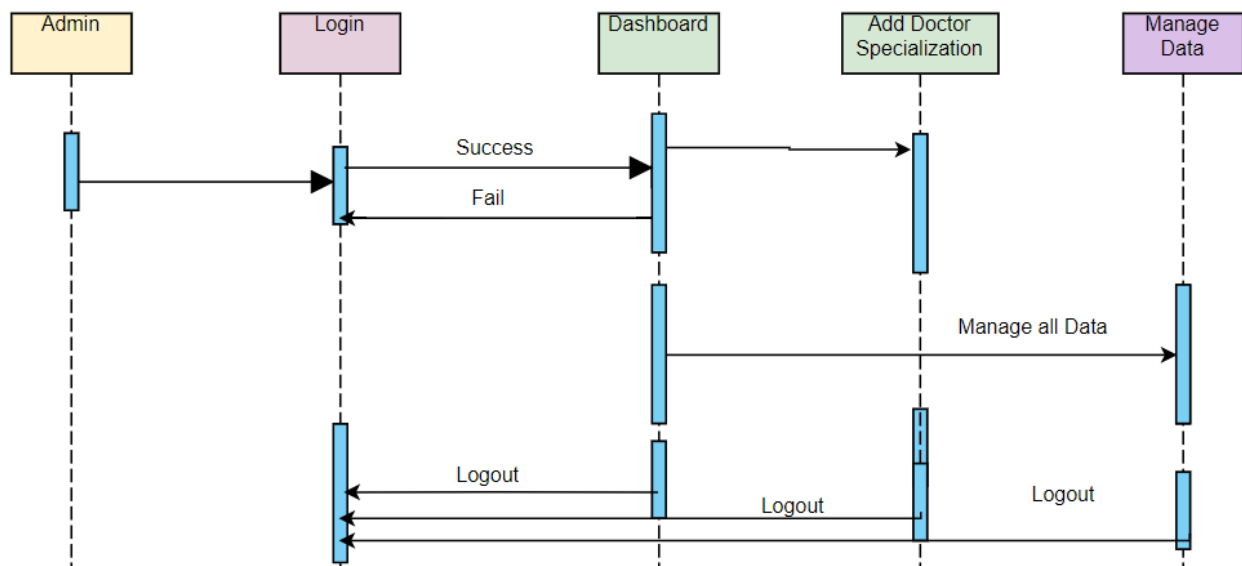 Admin
Login
Dashboard
Add Doctor
Specialization
Manage
Data
Success
Fail
Manage all Data
Logout
Logout
Logout